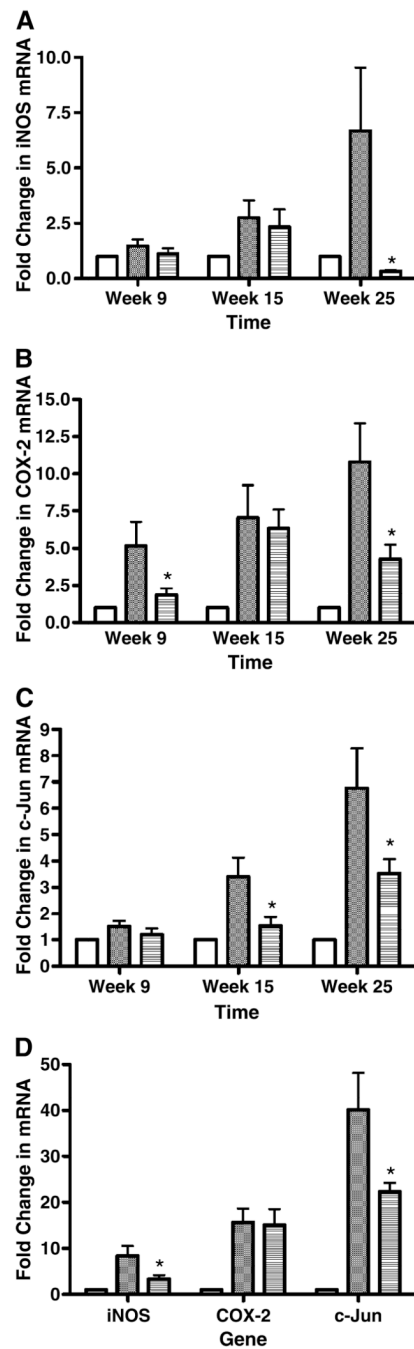 A
Fold Change in iNOS mRNA
10.0
7.5
5.0
2.5
0.0
*
Week 9 Week 15 Week 25
Time
B
Fold Change in COX-2 mRNA
15.0
12.5
10.0
7.5
5.0
2.5
0.0
* *
Week 9 Week 15 Week 25
Time
C
Fold Change in c-Jun mRNA
9
8
7
6
5
4
3
2
1
0
* *
Week 9 Week 15 Week 25
Time
D
Fold Change in mRNA
50
40
30
20
10
0
* *
iNOS COX-2 c-Jun
Gene